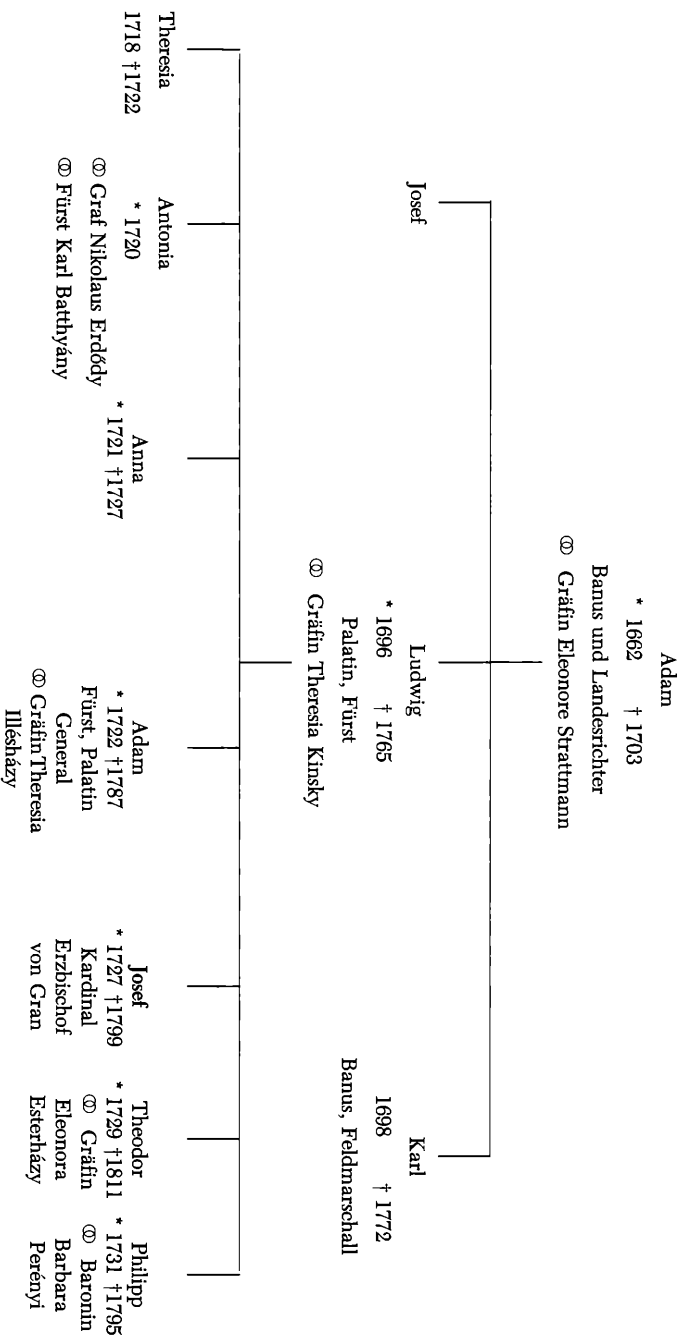 Adam
* 1662 † 1703
Banus und Landesrichter
⚭ Gräfin Eleonore Strattmann
Josef
Ludwig
* 1696 † 1765
Palatin, Fürst
⚭ Gräfin Theresia Kinsky
Karl
1698 † 1772
Banus, Feldmarschall
Theresia
1718 †1722
Antonia
* 1720
⚭ Graf Nikolaus Erdődy
⚭ Fürst Karl Batthyány
Anna
* 1721 †1727
Adam
* 1722 †1787
Fürst, Palatin
General
⚭ Gräfin Theresia
Illésházy
Josef
* 1727 †1799
Kardinal
Erzbischof
von Gran
Theodor
* 1729 †1811
⚭ Gräfin
Eleonora
Esterházy
Philipp
* 1731 †1795
⚭ Baronin
Barbara
Perényi